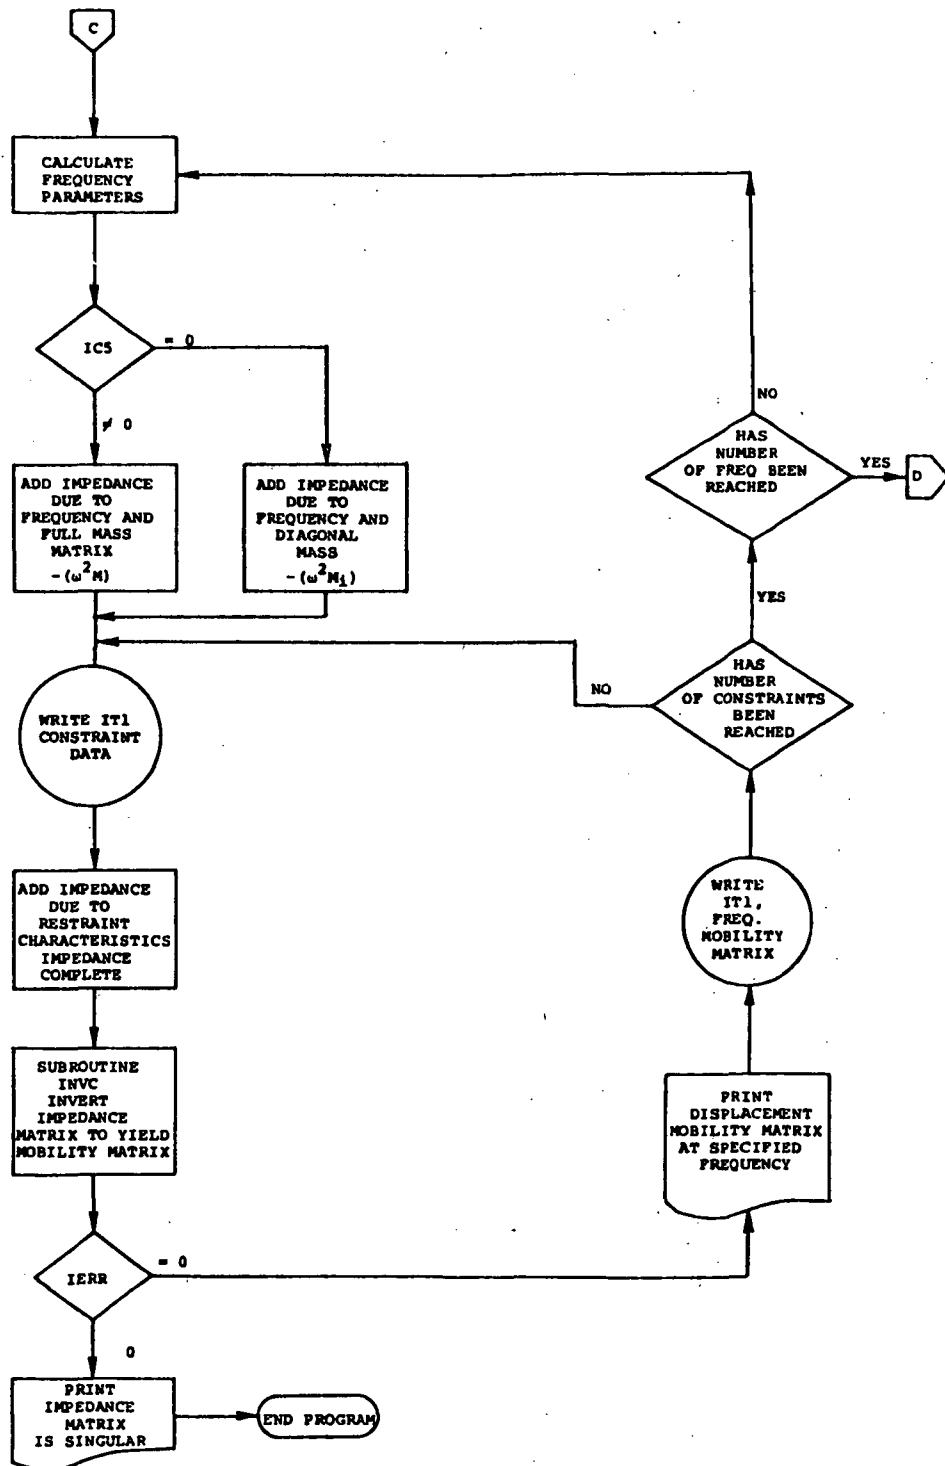 C
CALCULATE
FREQUENCY
PARAMETERS
ICS
= 0
≠ 0
ADD IMPEDANCE
DUE TO
FREQUENCY AND
FULL MASS
MATRIX
-(ω²M)
ADD IMPEDANCE
DUE TO
FREQUENCY AND
DIAGONAL
MASS
-(ω²M₁)
WRITE IT1
CONSTRAINT
DATA
ADD IMPEDANCE
DUE TO
RESTRAINT
CHARACTERISTICS
IMPEDANCE
COMPLETE
SUBROUTINE
INVC
INVERT
IMPEDANCE
MATRIX TO YIELD
MOBILITY MATRIX
IERR
= 0
0
PRINT
IMPEDANCE
MATRIX
IS SINGULAR
END PROGRAM
PRINT
DISPLACEMENT
MOBILITY MATRIX
AT SPECIFIED
FREQUENCY
WRITE
IT1,
FREQ.
MOBILITY
MATRIX
HAS
NUMBER
OF CONSTRAINTS
BEEN
REACHED
NO
YES
HAS
NUMBER
OF FREQ BEEN
REACHED
NO
YES
D